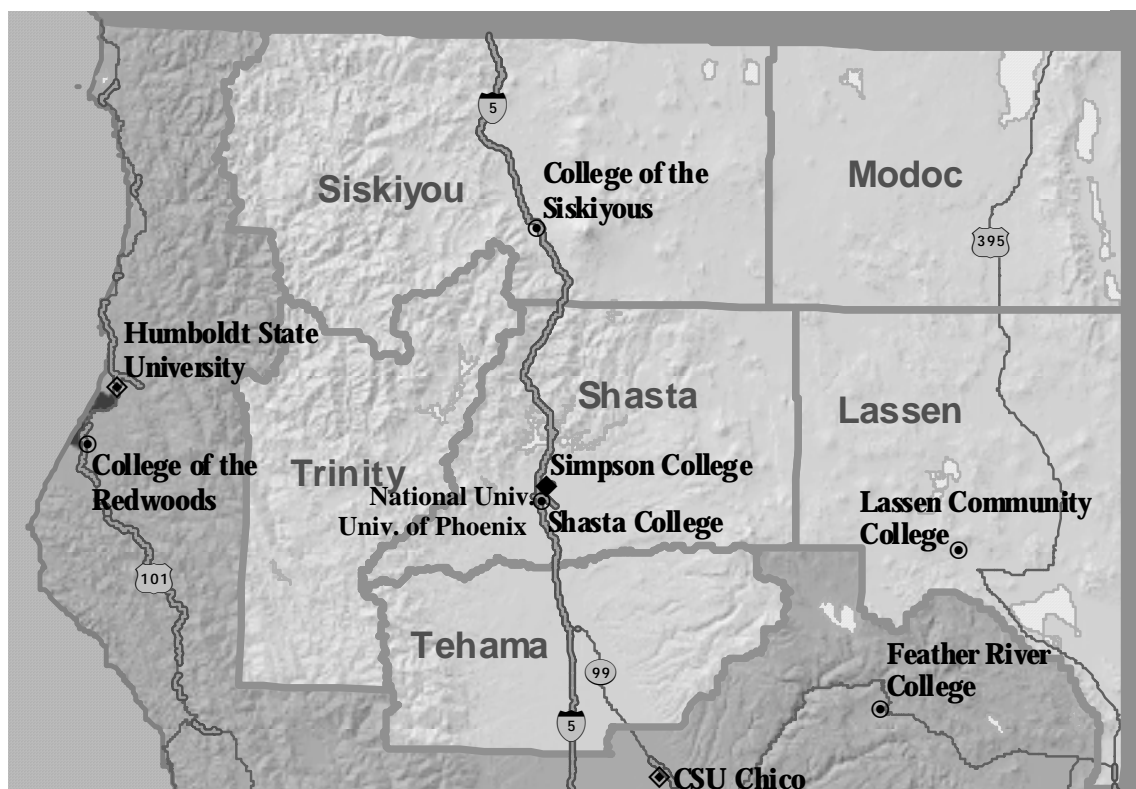 5
College of the
Siskiyous
Siskiyou
Modoc
395
Humboldt State
University
Shasta
Lassen
College of the
Redwoods
Trinity
Simpson College
National Univ.
Univ. of Phoenix
Shasta College
Lassen Community
College
101
Tehama
99
Feather River
College
5
CSU Chico